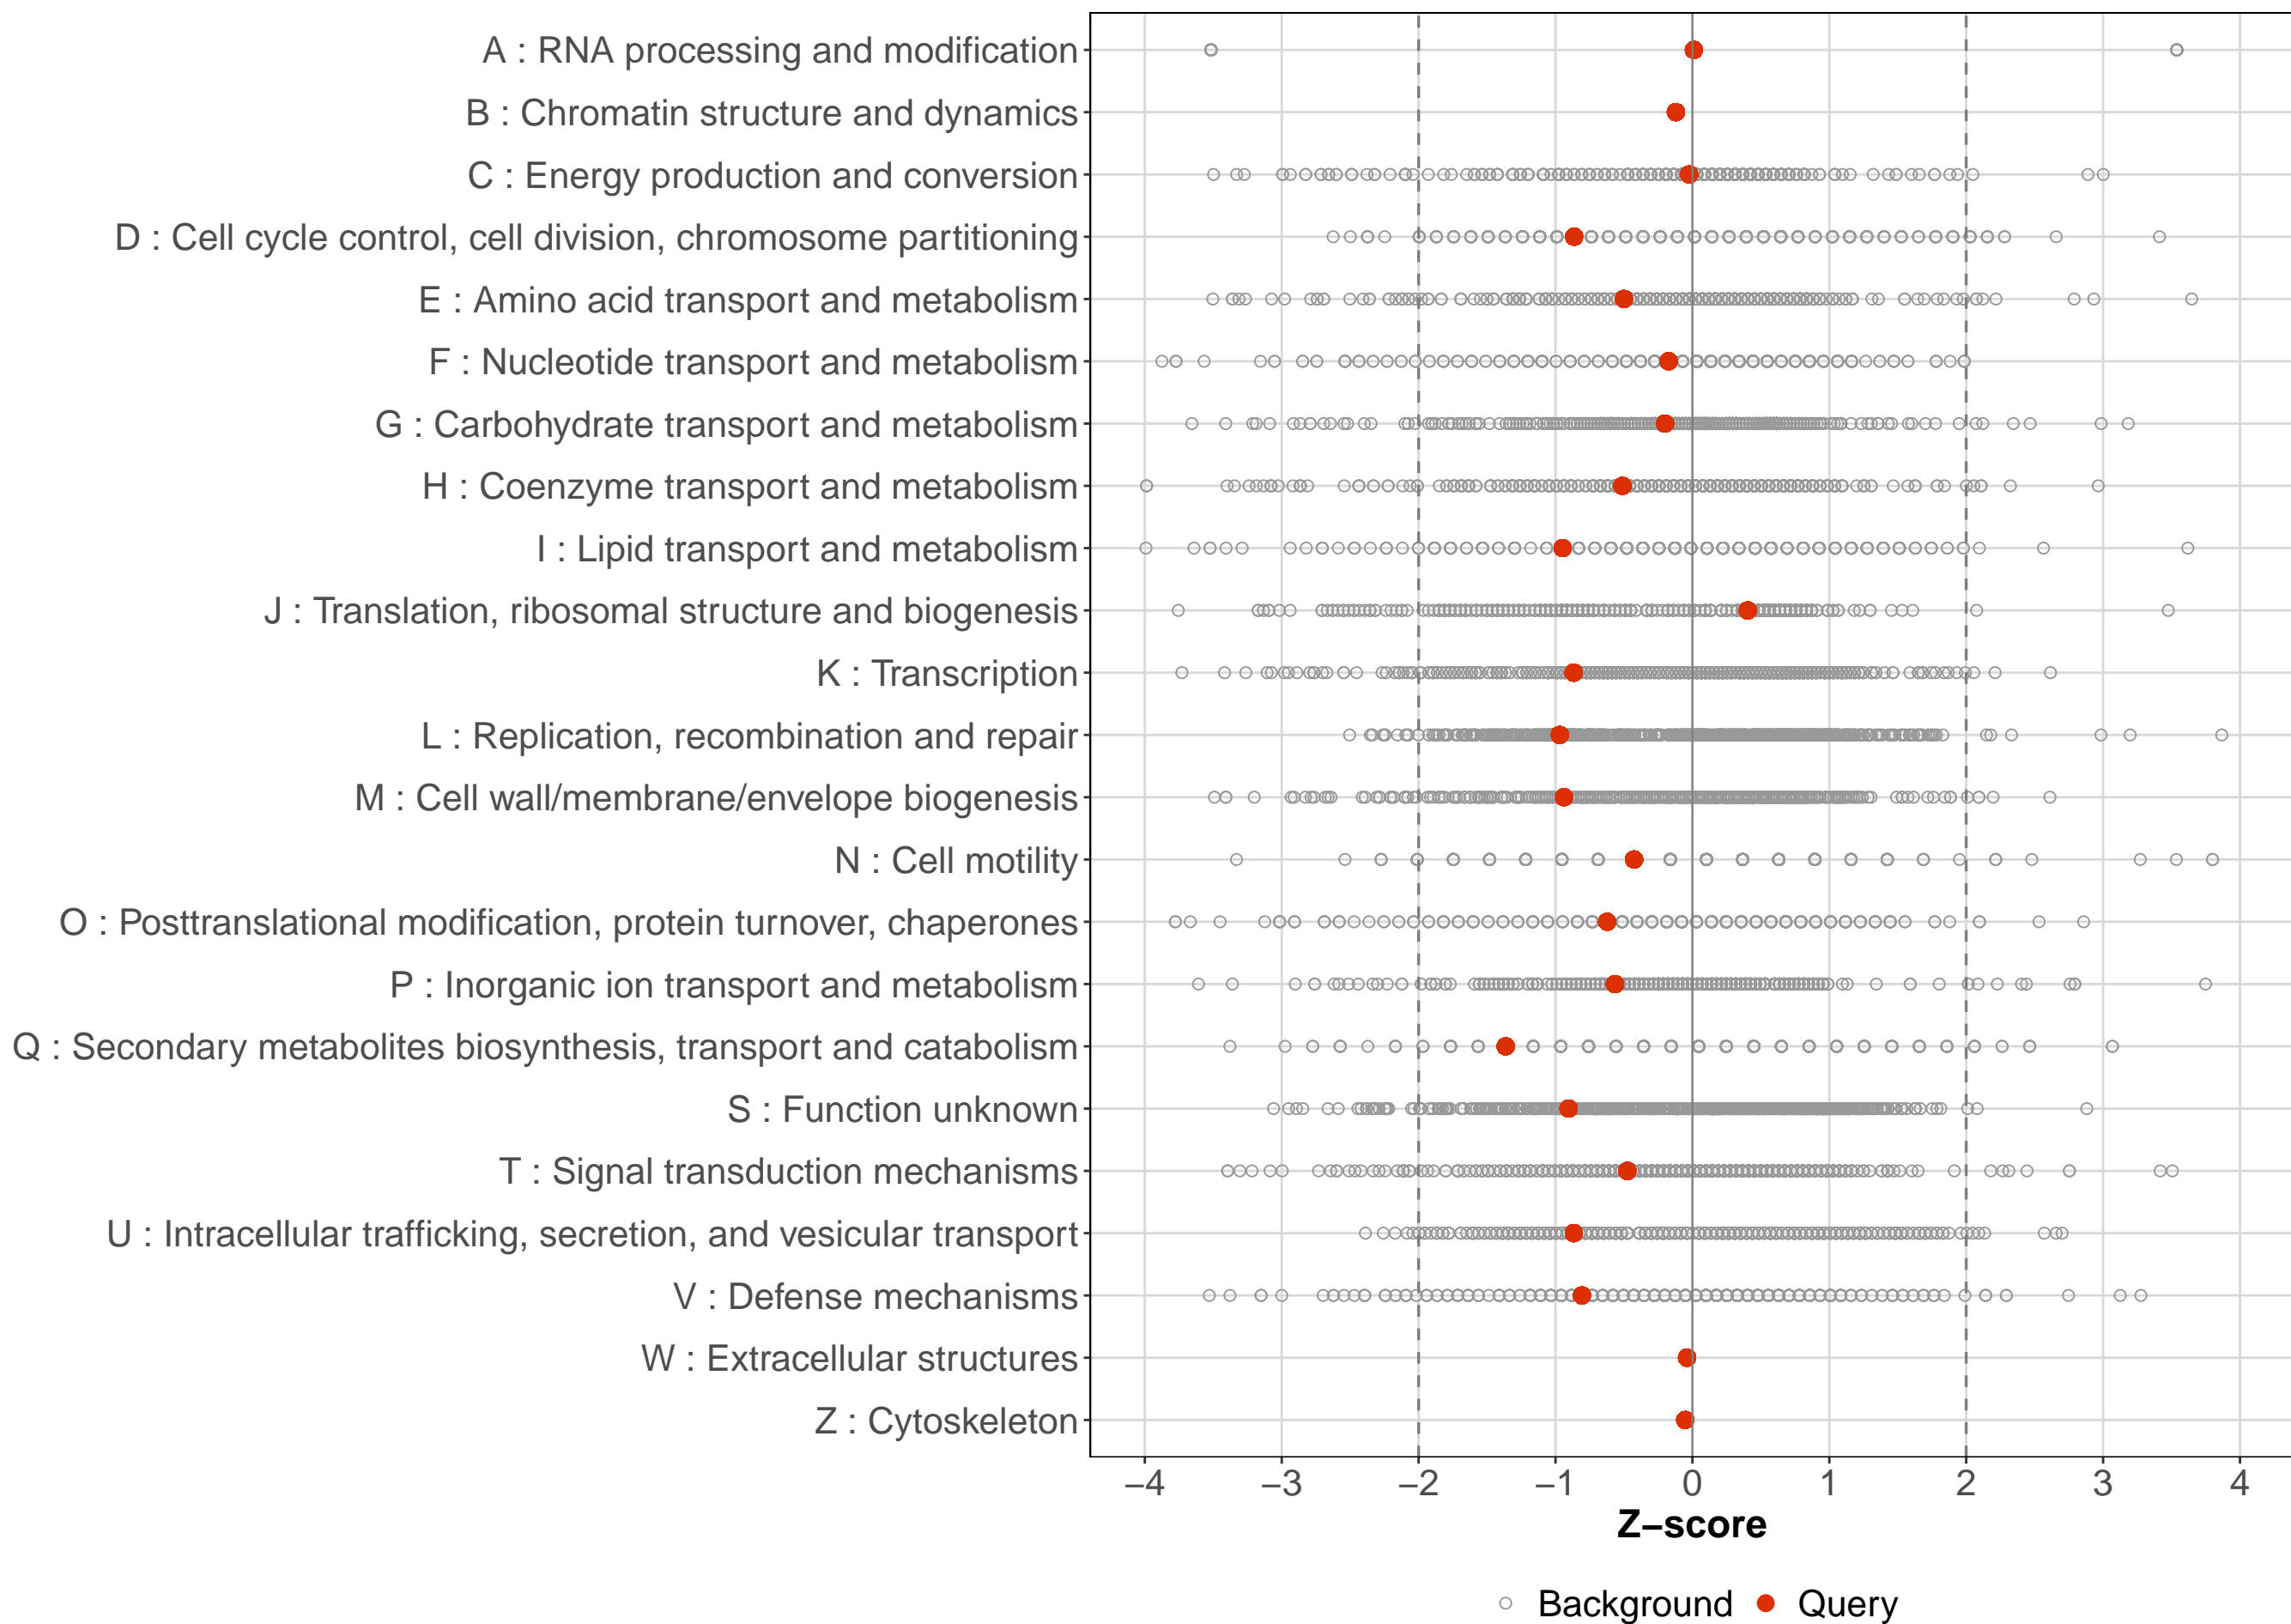 A : RNA processing and modification
B : Chromatin structure and dynamics
C : Energy production and conversion
D : Cell cycle control, cell division, chromosome partitioning
E : Amino acid transport and metabolism
F : Nucleotide transport and metabolism
G : Carbohydrate transport and metabolism
H : Coenzyme transport and metabolism
I : Lipid transport and metabolism
J : Translation, ribosomal structure and biogenesis
K : Transcription
L : Replication, recombination and repair
M : Cell wall/membrane/envelope biogenesis
N : Cell motility
O : Posttranslational modification, protein turnover, chaperones
P : Inorganic ion transport and metabolism
Q : Secondary metabolites biosynthesis, transport and catabolism
S : Function unknown
T : Signal transduction mechanisms
U : Intracellular trafficking, secretion, and vesicular transport
V : Defense mechanisms
W : Extracellular structures
Z : Cytoskeleton
−4 −3 −2 −1 0 1 2 3 4
Z−score
Background Query